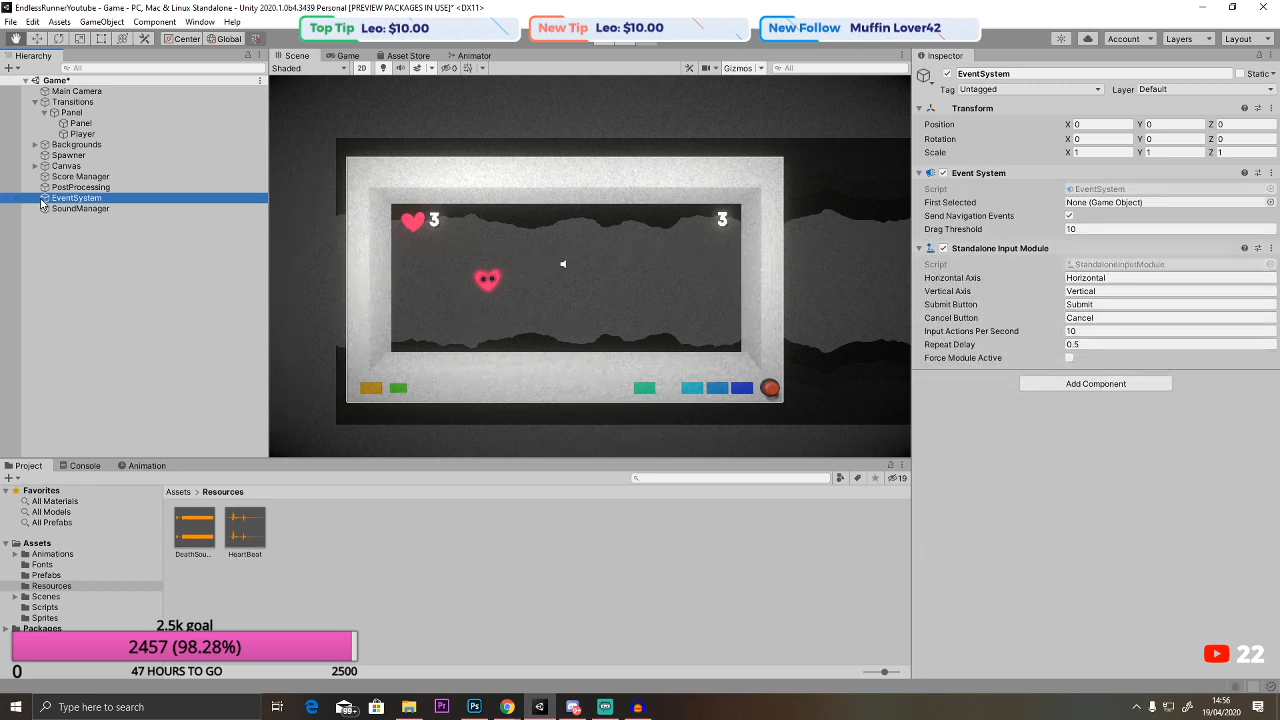 EndlessRunnerYoutube - Game - PC, Mac & Linux Standalone - Unity 2020.1.0b4.3439 Personal [PREVIEW PACKAGES IN USE] <DX11>
Top Tip Leo: $10.00
New Tip Leo: $10.00
New Follow Muffin Lover42
Center Global
Account Layers Layout
Hierarchy
All
Game*
Main Camera
Transitions
Panel
Panel
Player
Backgrounds
Spawner
Canvas
Score Manager
PostProcessing
EventSystem
SoundManager
Scene Game Asset Store Animator
Shaded 2D 0 Gizmos All
3
3
Inspector
EventSystem Static
Tag Untagged Layer Default
Transform
Position X 0 Y 0 Z 0
Rotation X 0 Y 0 Z 0
Scale X 1 Y 1 Z 1
Event System
Script EventSystem
First Selected None (Game Object)
Send Navigation Events
Drag Threshold 10
Standalone Input Module
Script StandaloneInputModule
Horizontal Axis Horizontal
Vertical Axis Vertical
Submit Button Submit
Cancel Button Cancel
Input Actions Per Second 10
Repeat Delay 0.5
Force Module Active
Add Component
Project Console Animation
19
Favorites
All Materials
All Models
All Prefabs
Assets
Animations
Fonts
Prefabs
Resources
Scenes
Scripts
Sprites
Packages
Assets > Resources
DeathSou... HeartBeat
2.5k goal
2457 (98.28%)
0 47 HOURS TO GO 2500
22
Type here to search
99+
14:56
19/04/2020